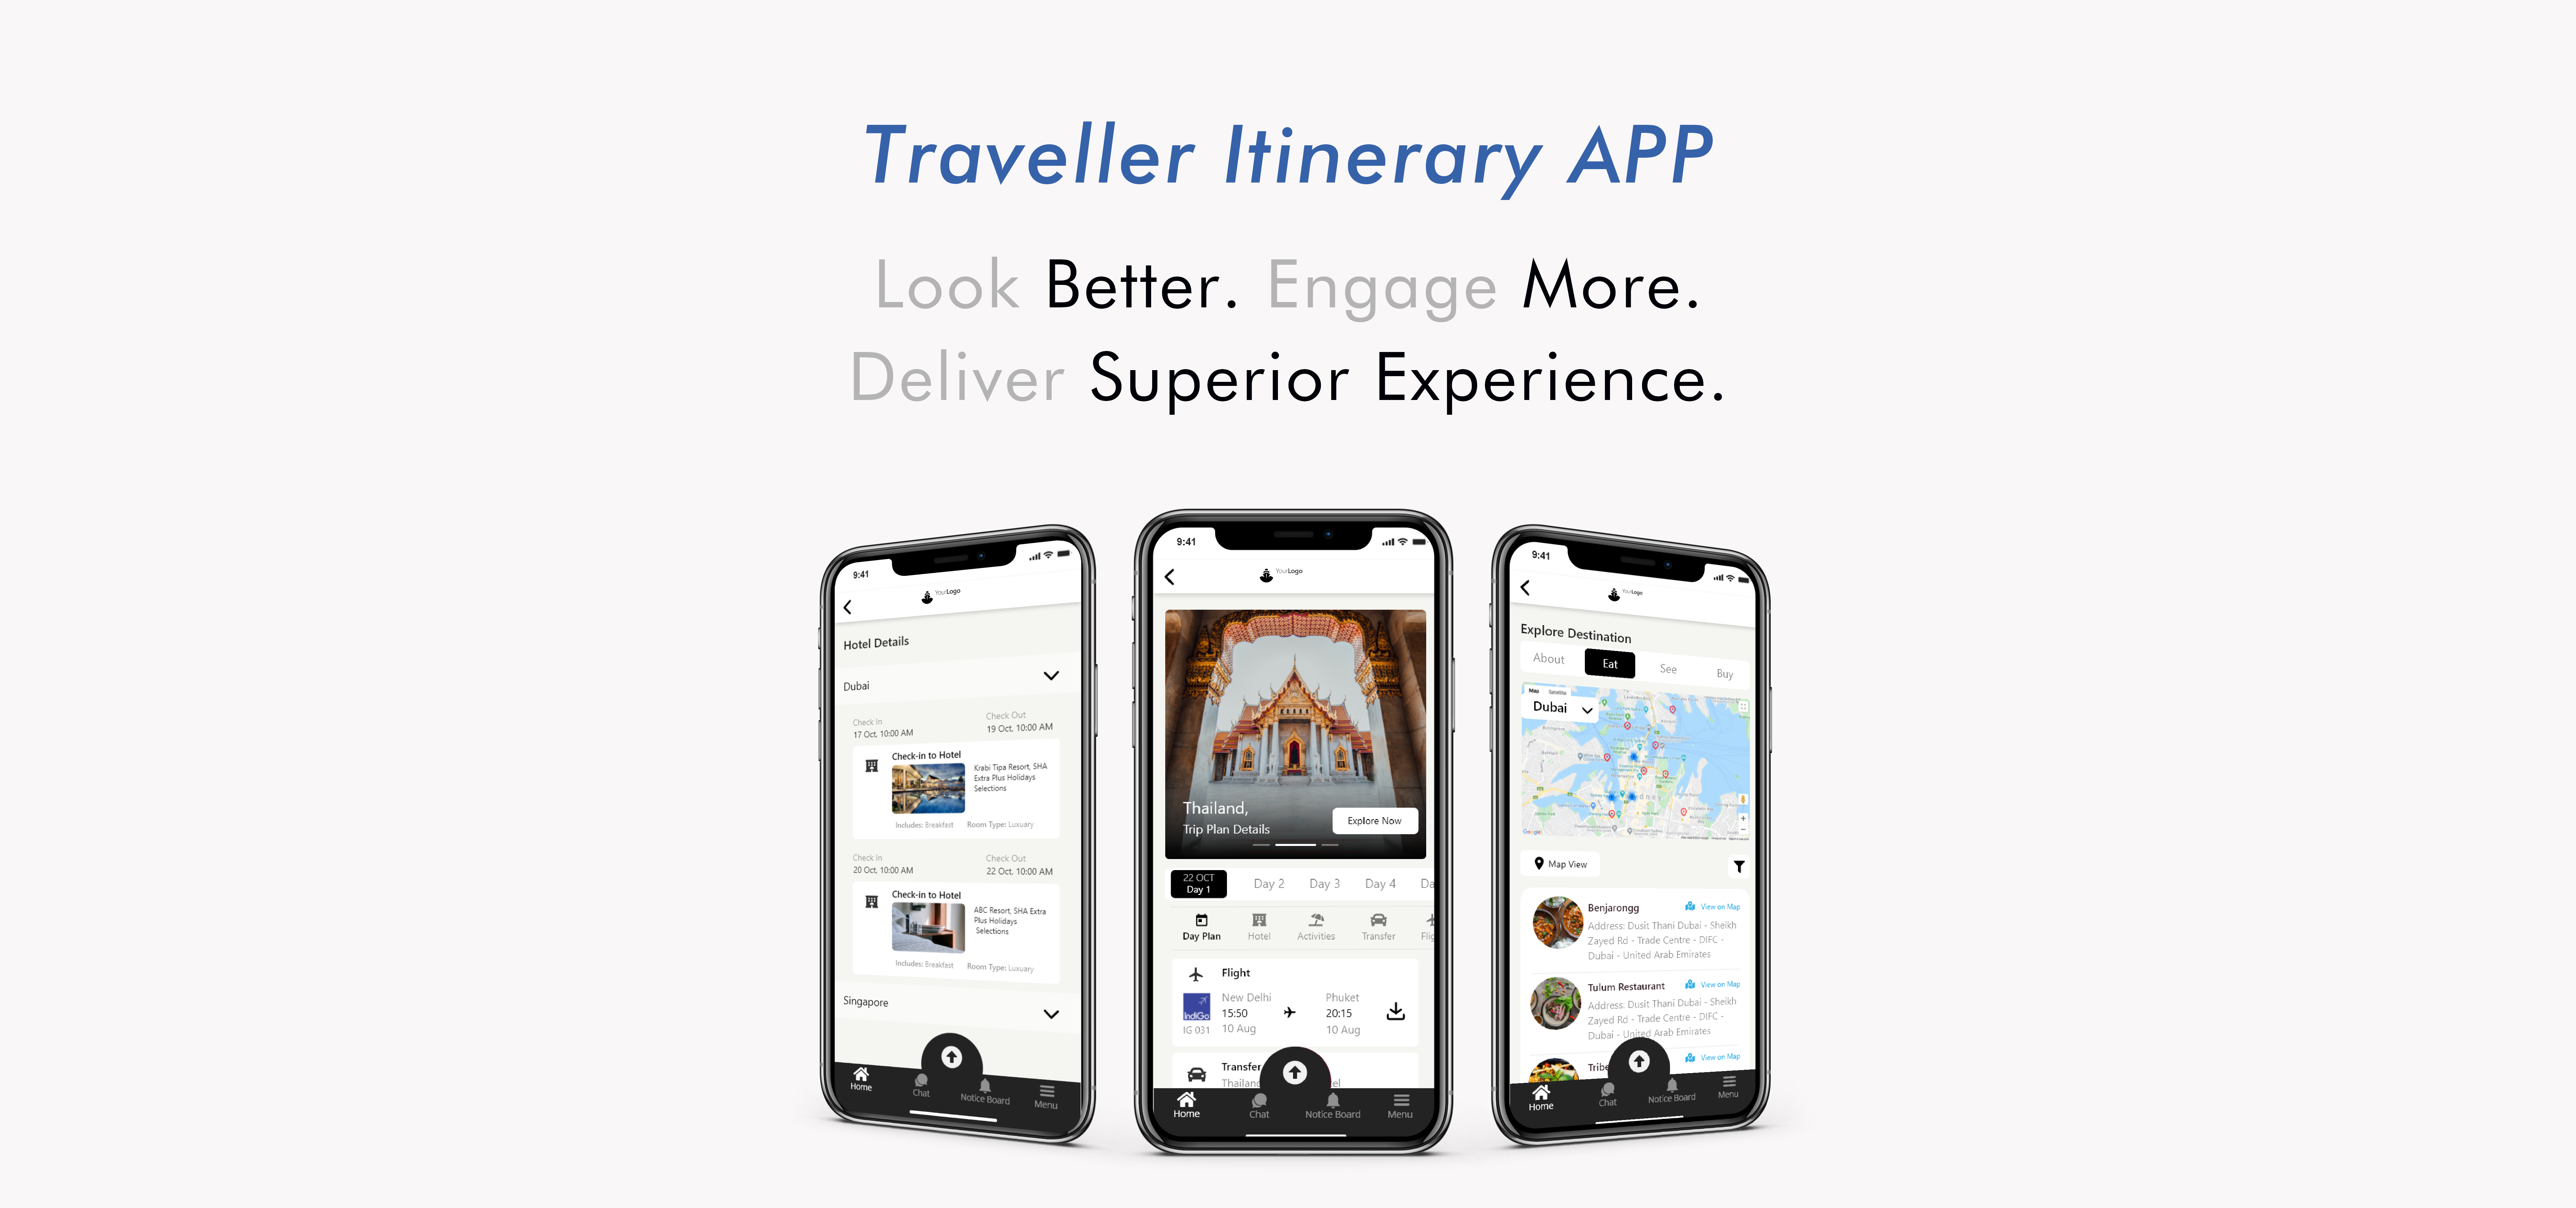 Traveller Itinerary APP
Look Better. Engage More.
Deliver Superior Experience.
9:41
YourLogo
Hotel Details
Dubai
Check In
Check Out
17 Oct, 10:00 AM
19 Oct, 10:00 AM
Check-in to Hotel
Krabi Tipa Resort, SHA
Extra Plus Holidays
Selections
Includes: Breakfast
Room Type: Luxuary
Check In
Check Out
20 Oct, 10:00 AM
22 Oct, 10:00 AM
Check-in to Hotel
ABC Resort, SHA Extra
Plus Holidays
Selections
Includes: Breakfast
Room Type: Luxuary
Singapore
Home
Chat
Notice Board
Menu
9:41
YourLogo
Thailand,
Trip Plan Details
Explore Now
22 OCT
Day 1
Day 2
Day 3
Day 4
Da
Day Plan
Hotel
Activities
Transfer
Flig
Flight
IndiGo
IG 031
New Delhi
15:50
10 Aug
Phuket
20:15
10 Aug
Transfer
Thailand
tel
Home
Chat
Notice Board
Menu
9:41
YourLogo
Explore Destination
About
Eat
See
Buy
Map
Satellite
Dubai
Google
Map View
Benjarongg
View on Map
Address: Dusit Thani Dubai - Sheikh
Zayed Rd - Trade Centre - DIFC -
Dubai - United Arab Emirates
Tulum Restaurant
View on Map
Address: Dusit Thani Dubai - Sheikh
Zayed Rd - Trade Centre - DIFC -
Dubai - United Arab Emirates
Tribe
View on Map
Home
Chat
Notice Board
Menu